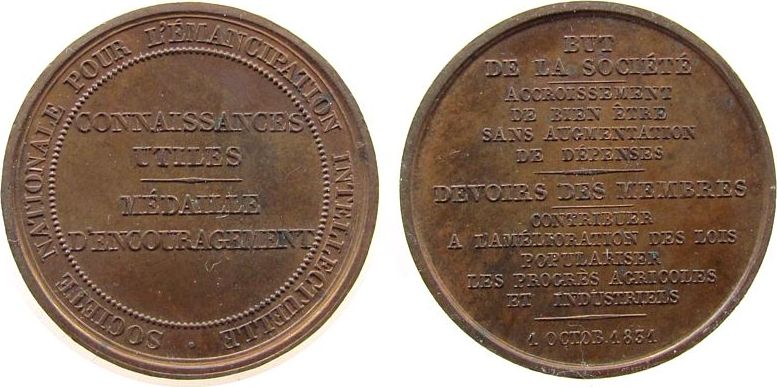 SOCIÉTÉ NATIONALE POUR L'ÉMANCIPATION INTELLECTUELLE
CONNAISSANCES
UTILES
MÉDAILLE
D'ENCOURAGEMENT
BUT
DE LA SOCIÉTÉ
ACCROISSEMENT
DE BIEN ÊTRE
SANS AUGMENTATION
DE DÉPENSES
DEVOIRS DES MEMBRES
CONTRIBUER
A L'AMÉLIORATION DES LOIS
POPULARISER
LES PROGRÈS AGRICOLES
ET INDUSTRIELS
1 OCTOB. 1831